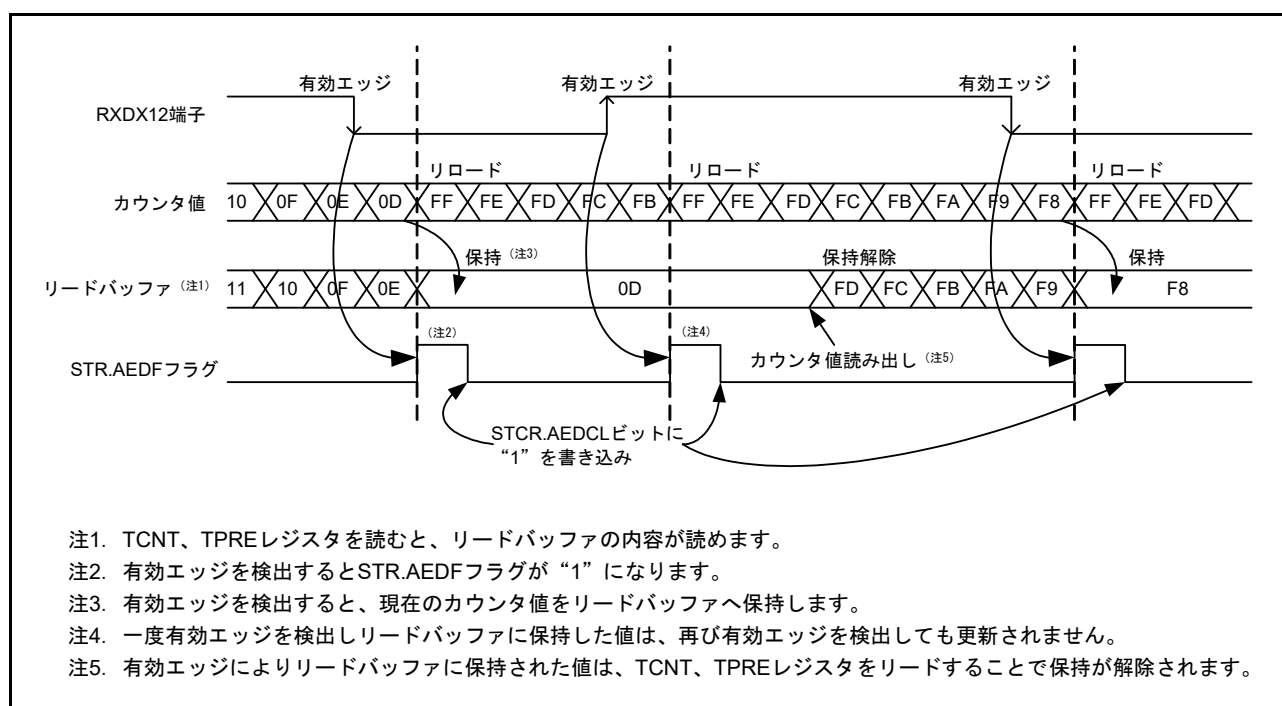 有効エッジ 有効エッジ 有効エッジ
RXDX12端子
リロード リロード リロード
カウンタ値 10 0F 0E 0D FF FE FD FC FB FF FE FD FC FB FA F9 F8 FF FE FD
保持（注3） 保持解除 保持
リードバッファ（注1） 11 10 0F 0E 0D FD FC FB FA F9 F8
（注2） （注4）
カウンタ値読み出し（注5）
STR.AEDFフラグ
STCR.AEDCLビットに
“1”を書き込み
注1. TCNT、TPREレジスタを読むと、リードバッファの内容が読めます。
注2. 有効エッジを検出するとSTR.AEDFフラグが“1”になります。
注3. 有効エッジを検出すると、現在のカウンタ値をリードバッファへ保持します。
注4. 一度有効エッジを検出しリードバッファに保持した値は、再び有効エッジを検出しても更新されません。
注5. 有効エッジによりリードバッファに保持された値は、TCNT、TPREレジスタをリードすることで保持が解除されます。